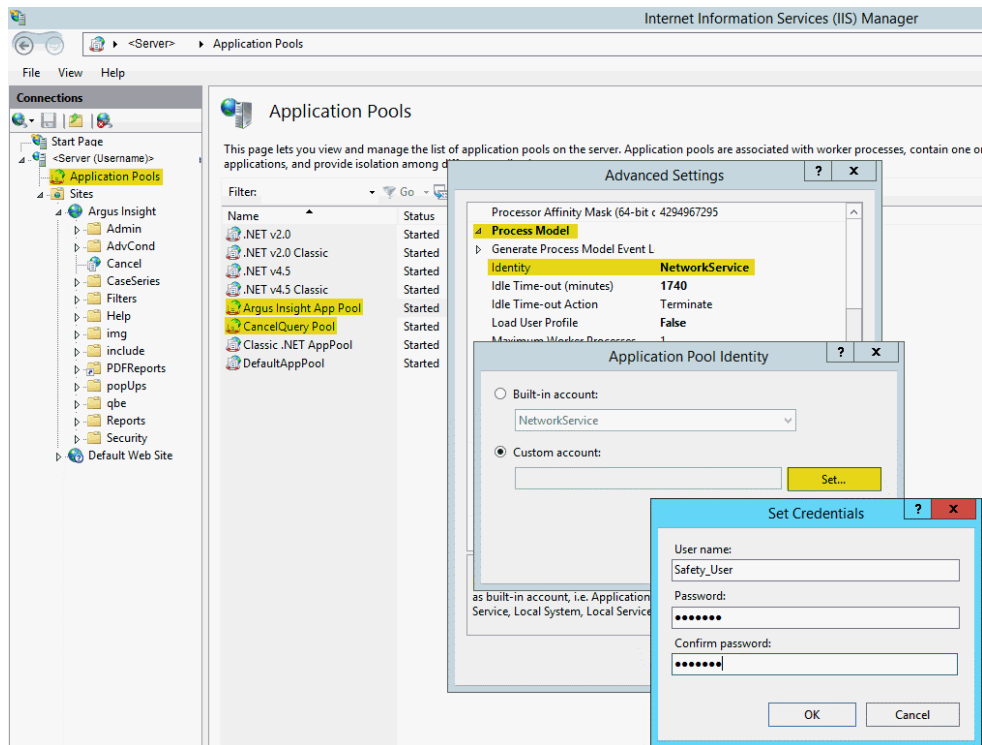 Internet Information Services (IIS) Manager
<Server>
Application Pools
File View Help
Connections
Start Page
<Server (Username)>
Application Pools
Sites
Argus Insight
Admin
AdvCond
Cancel
CaseSeries
Filters
Help
img
include
PDFReports
popUps
qbe
Reports
Security
Default Web Site
Application Pools
This page lets you view and manage the list of application pools on the server. Application pools are associated with worker processes, contain one or
applications, and provide isolation among
Filter: Go
Name Status
.NET v2.0 Started
.NET v2.0 Classic Started
.NET v4.5 Started
.NET v4.5 Classic Started
Argus Insight App Pool Started
CancelQuery Pool Started
Classic .NET AppPool Started
DefaultAppPool Started
Advanced Settings ? x
Processor Affinity Mask (64-bit c 4294967295
Process Model
Generate Process Model Event L
Identity NetworkService
Idle Time-out (minutes) 1740
Idle Time-out Action Terminate
Load User Profile False
Maximum Worker Processes 1
Application Pool Identity ? x
Built-in account:
NetworkService
Custom account:
Set...
as built-in account, i.e. Application
Service, Local System, Local Service
Set Credentials ? x
User name:
Safety_User
Password:
•••••••
Confirm password:
•••••••
OK Cancel